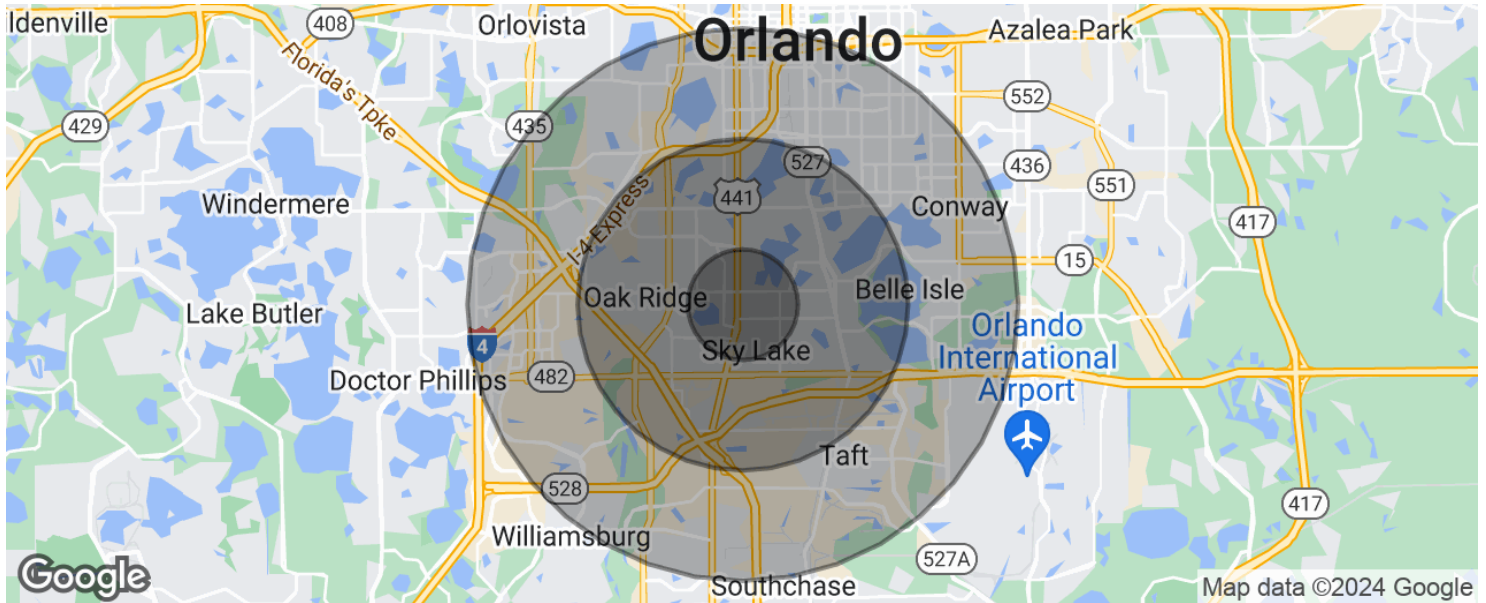 Idenville
408
Orlovista
Orlando
Azalea Park
Florida's Tpke
429
435
552
527
436
551
Windermere
441
Conway
417
I-4 Express
15
Oak Ridge
Belle Isle
Lake Butler
Orlando
International
Airport
4
Sky Lake
Doctor Phillips
482
Taft
528
417
Williamsburg
527A
Google
Southchase
Map data ©2024 Google